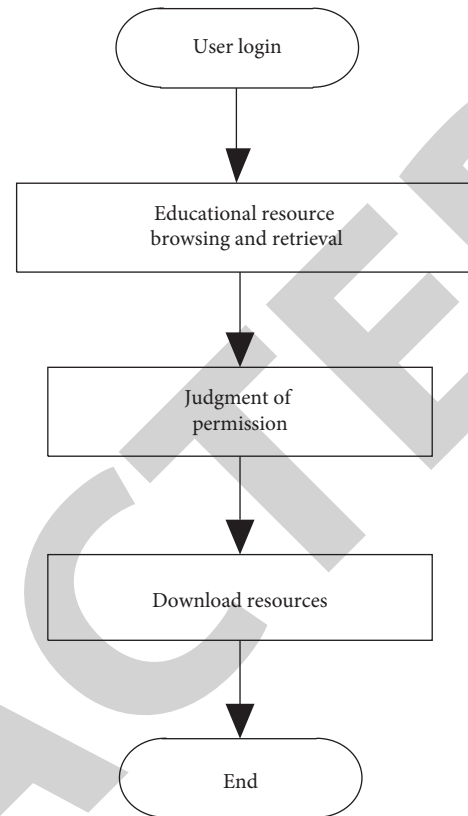 User login
Educational resource
browsing and retrieval
Judgment of
permission
Download resources
End